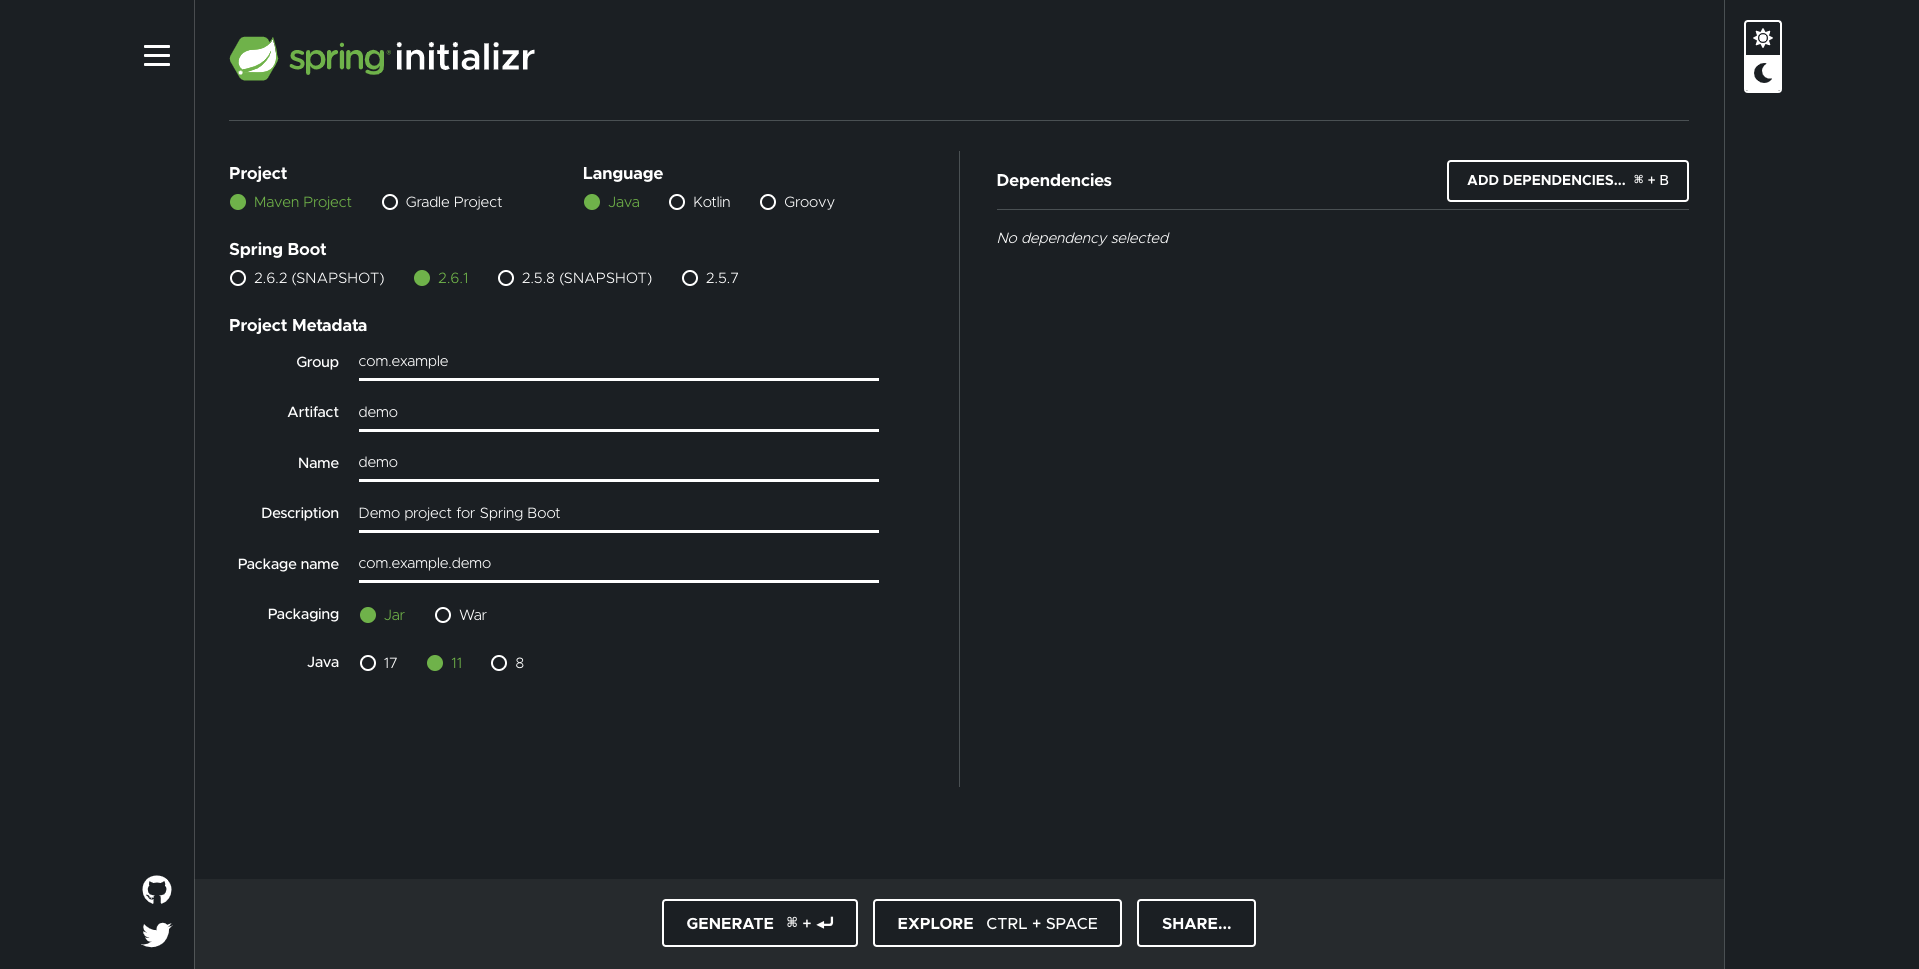 spring initializr
Project
Maven Project Gradle Project
Language
Java Kotlin Groovy
Spring Boot
2.6.2 (SNAPSHOT) 2.6.1 2.5.8 (SNAPSHOT) 2.5.7
Project Metadata
Group com.example
Artifact demo
Name demo
Description Demo project for Spring Boot
Package name com.example.demo
Packaging Jar War
Java 17 11 8
Dependencies ADD DEPENDENCIES... ⌘ + B
No dependency selected
GENERATE ⌘ + ⏎ EXPLORE CTRL + SPACE SHARE...